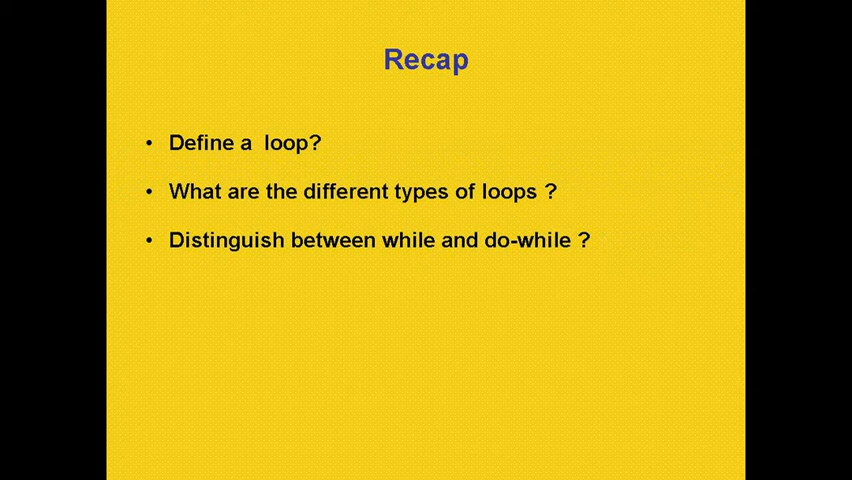 Recap
• Define a loop?
• What are the different types of loops ?
• Distinguish between while and do-while ?